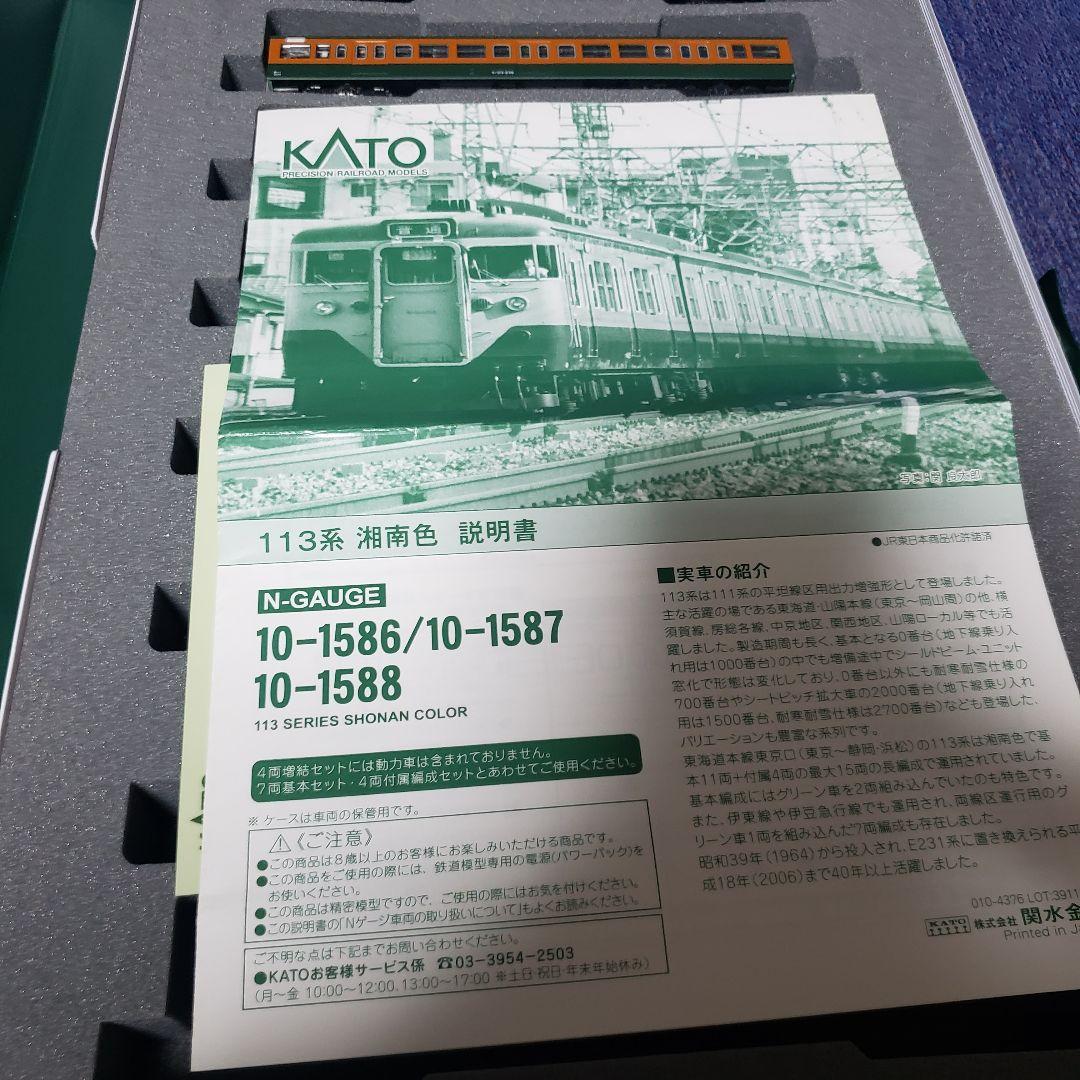 KATO
PRECISION RAILROAD MODELS
普通
写真：関 良太郎
113系 湘南色 説明書
●JR東日本商品化許諾済
N-GAUGE
10-1586/10-1587
10-1588
113 SERIES SHONAN COLOR
4両増結セットには動力車は含まれておりません。
7両基本セット・4両付属編成セットとあわせてご使用ください。
※ ケースは車両の保管用です。
⚠《ご注意》
●この商品は8歳以上のお客様にお楽しみいただける商品です。
●この商品をご使用の際には、鉄道模型専用の電源(パワーパック)を
お使いください。
●この商品は精密模型ですので、ご使用の際にはお気を付けください。
●この説明書の「Nゲージ車両の取り扱いについて」もよくお読みください。
ご不明な点は下記までお問い合わせください。
●KATOお客様サービス係 ☎03-3954-2503
(月〜金 10:00〜12:00、13:00〜17:00 ※土日・祝日・年末年始休み)
■実車の紹介
113系は111系の平坦線区用出力増強形として登場しました。
主な活躍の場である東海道・山陽本線(東京〜岡山間)の他、横
須賀線、房総各線、中京地区、関西地区、山陽ローカル等でも活
躍しました。製造期間も長く、基本となる0番台(地下線乗り入
れ用は1000番台)の中でも増備途中でシールドビーム・ユニット
窓化で形態は変化しており、0番台以外にも耐寒耐雪仕様の
700番台やシートピッチ拡大車の2000番台(地下線乗り入れ
用は1500番台、耐寒耐雪仕様は2700番台)なども登場した、
バリエーションも豊富な系列です。
東海道本線東京口(東京〜静岡・浜松)の113系は湘南色で基
本11両+付属4両の最大15両の長編成で運用されていました。
基本編成にはグリーン車を2両組み込んでいたのも特色です。
また、伊東線や伊豆急行線でも運用され、両線区運行用のグ
リーン車1両を組み込んだ7両編成も存在しました。
昭和39年(1964)から投入され、E231系に置き換えられる平
成18年(2006)まで40年以上活躍しました。
010-4376 LOT.3911
KATO 株式会社 関水金
Printed in Ja